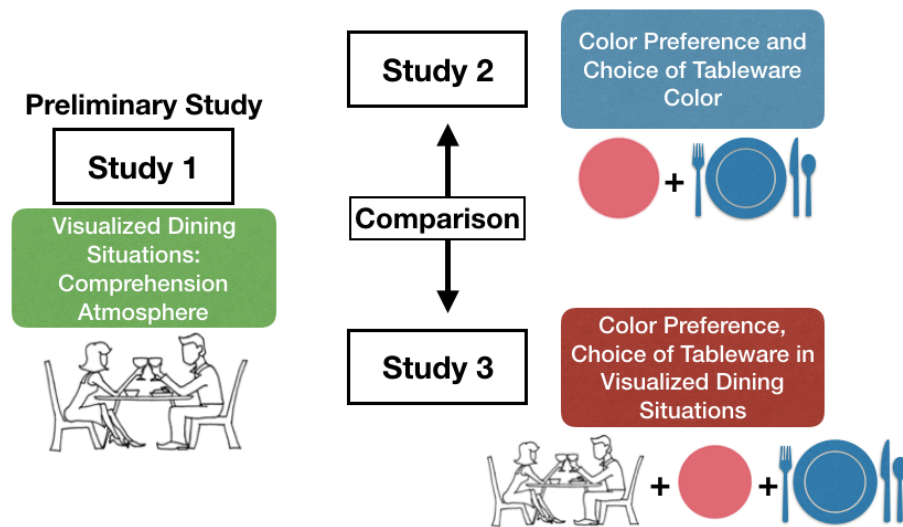 Preliminary Study
Study 1
Visualized Dining
Situations:
Comprehension
Atmosphere
Study 2
Color Preference and
Choice of Tableware
Color
+
Comparison
Study 3
Color Preference,
Choice of Tableware in
Visualized Dining
Situations
+ +